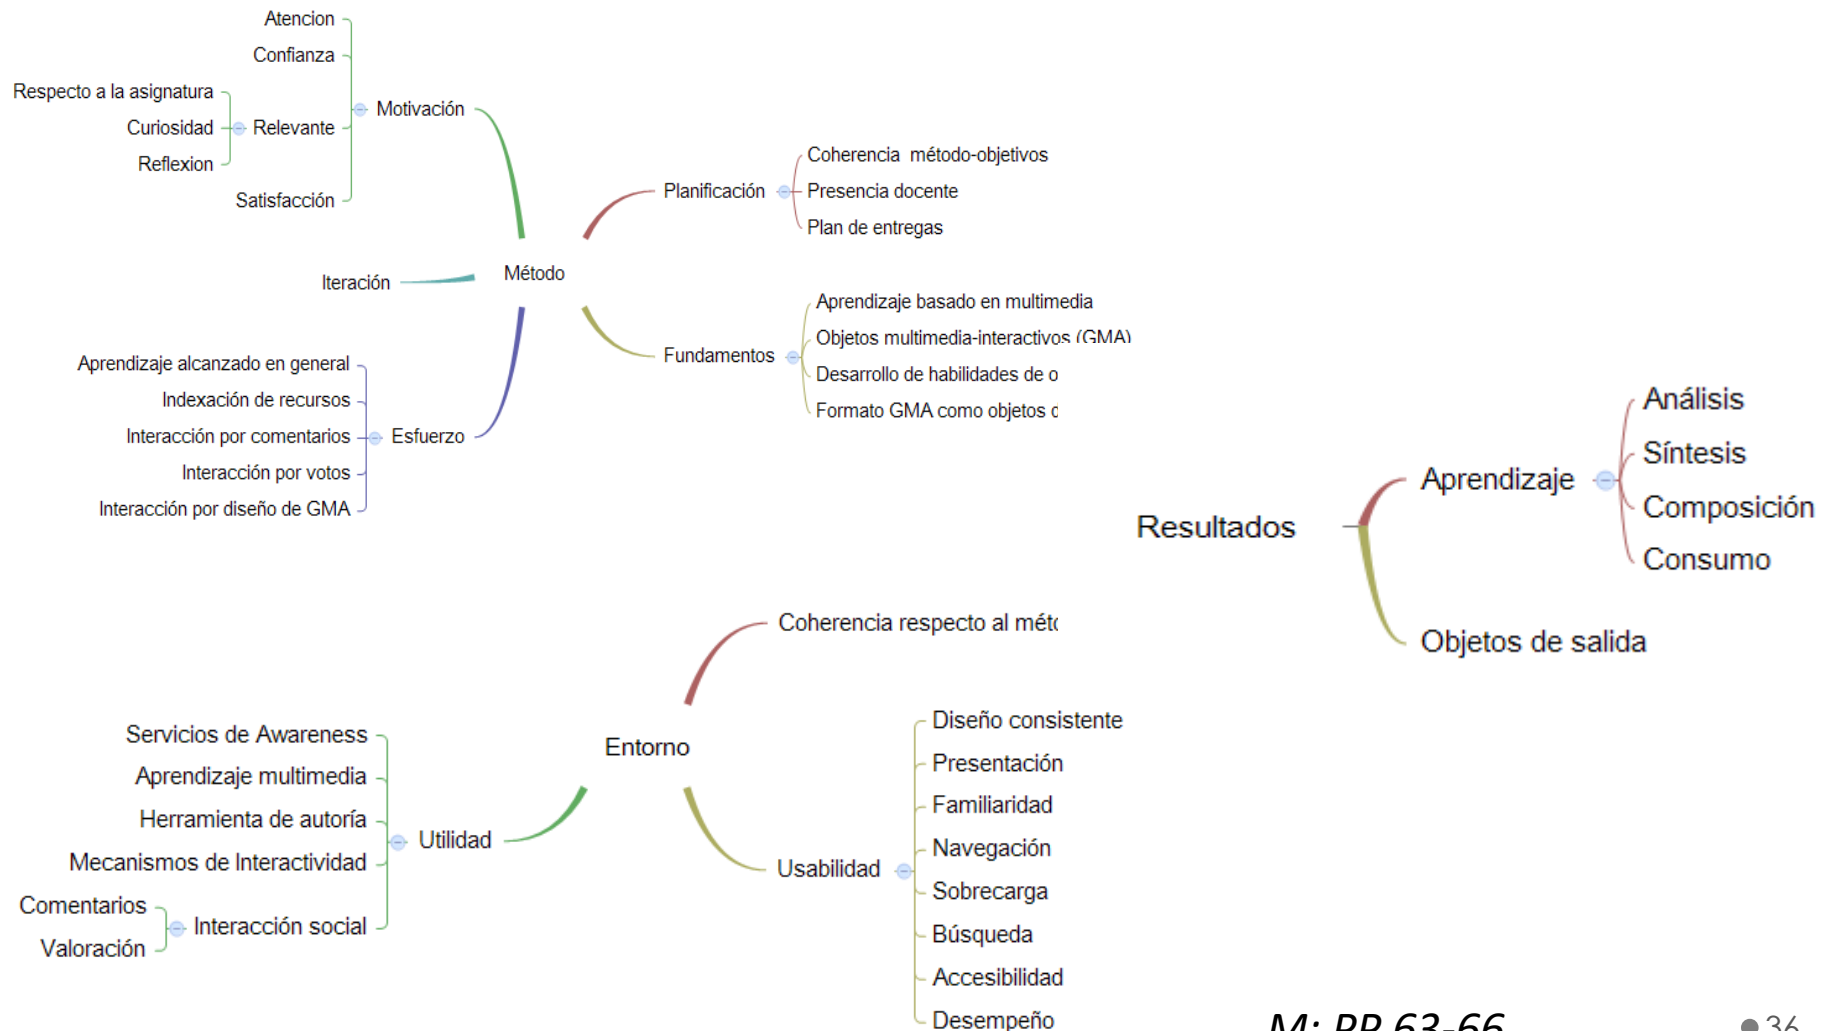 Atencion
Confianza
Respecto a la asignatura
Curiosidad
Reflexion
Relevante
Satisfacción
Motivación
Iteración
Método
Planificación
Coherencia método-objetivos
Presencia docente
Plan de entregas
Fundamentos
Aprendizaje basado en multimedia
Objetos multimedia-interactivos (GMA)
Desarrollo de habilidades de
Formato GMA como objetos
Aprendizaje alcanzado en general
Indexación de recursos
Interacción por comentarios
Interacción por votos
Interacción por diseño de GMA
Esfuerzo
Resultados
Aprendizaje
Análisis
Síntesis
Composición
Consumo
Objetos de salida
Coherencia respecto al
Entorno
Servicios de Awareness
Aprendizaje multimedia
Herramienta de autoría
Mecanismos de Interactividad
Comentarios
Valoración
Interacción social
Utilidad
Usabilidad
Diseño consistente
Presentación
Familiaridad
Navegación
Sobrecarga
Búsqueda
Accesibilidad
Desempeño
M: PP 63-66
36